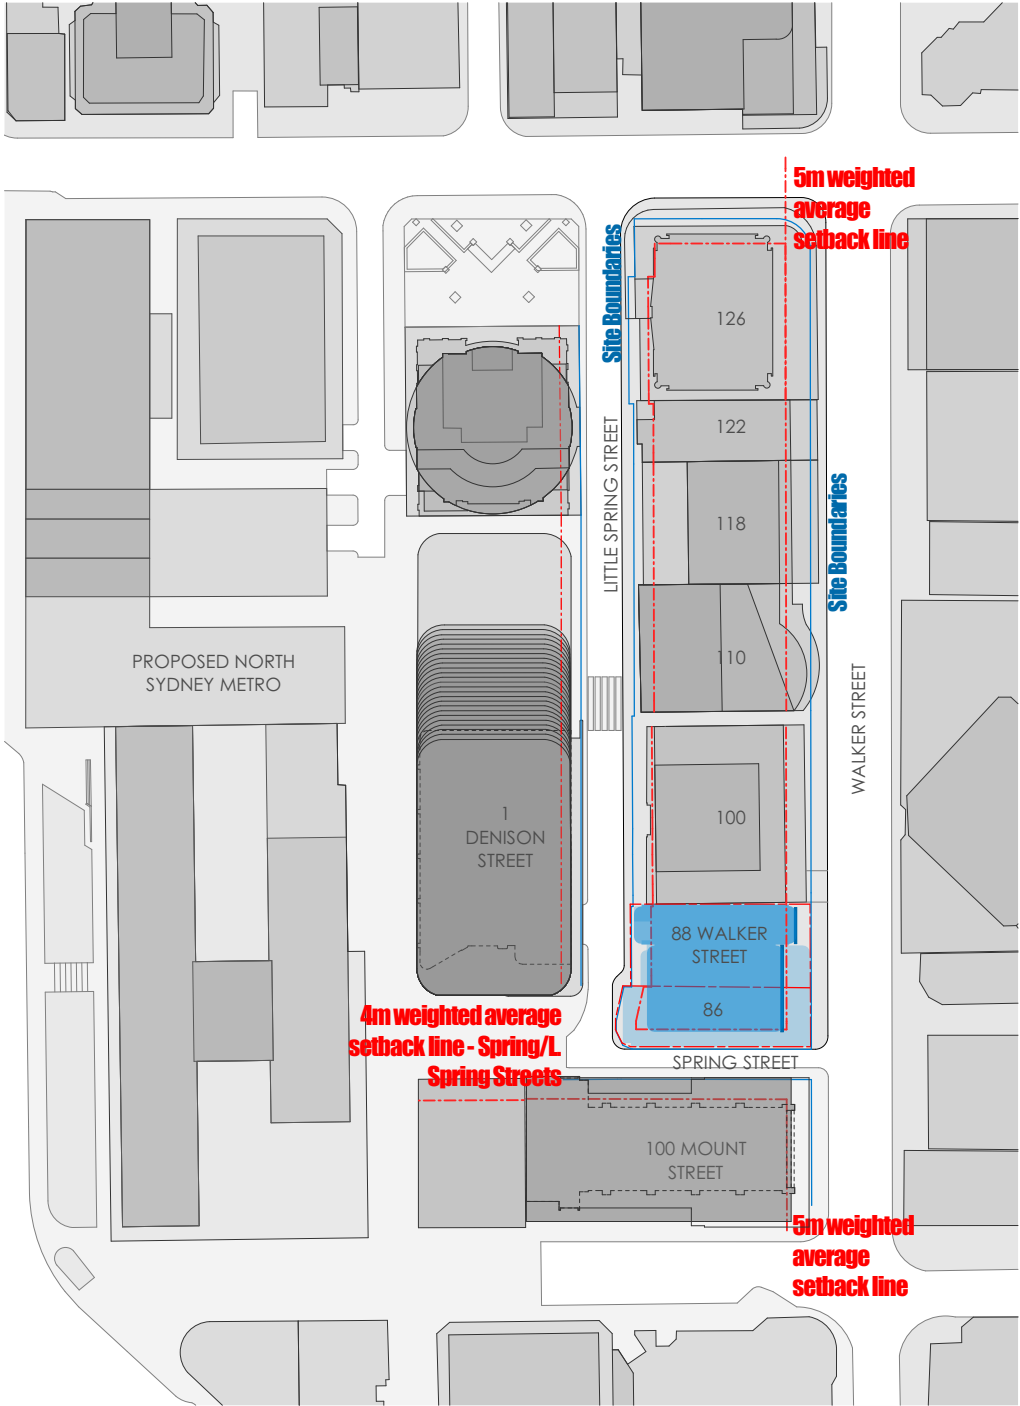 5m weighted
average
setback line
Site Boundaries
126
122
LITTLE SPRING STREET
118
Site Boundaries
110
PROPOSED NORTH
SYDNEY METRO
WALKER STREET
1
DENISON
STREET
100
88 WALKER
STREET
86
4m weighted average
setback line - Spring/L
Spring Streets
SPRING STREET
100 MOUNT
STREET
5m weighted
average
setback line